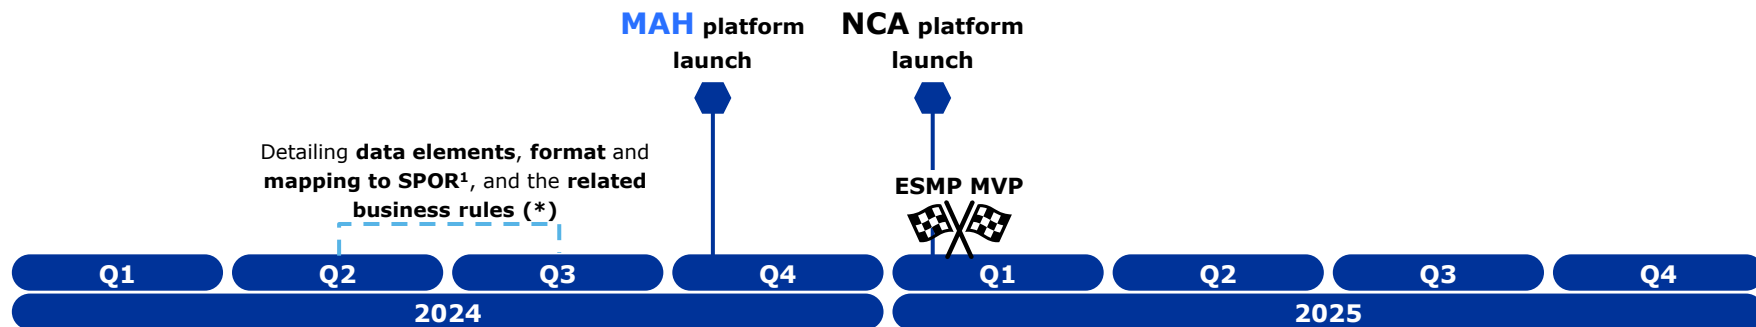 MAH platform
launch
NCA platform
launch
Detailing data elements, format and
mapping to SPOR¹, and the related
business rules (*)
ESMP MVP
Q1
Q2
Q3
Q4
Q1
Q2
Q3
Q4
2024
2025